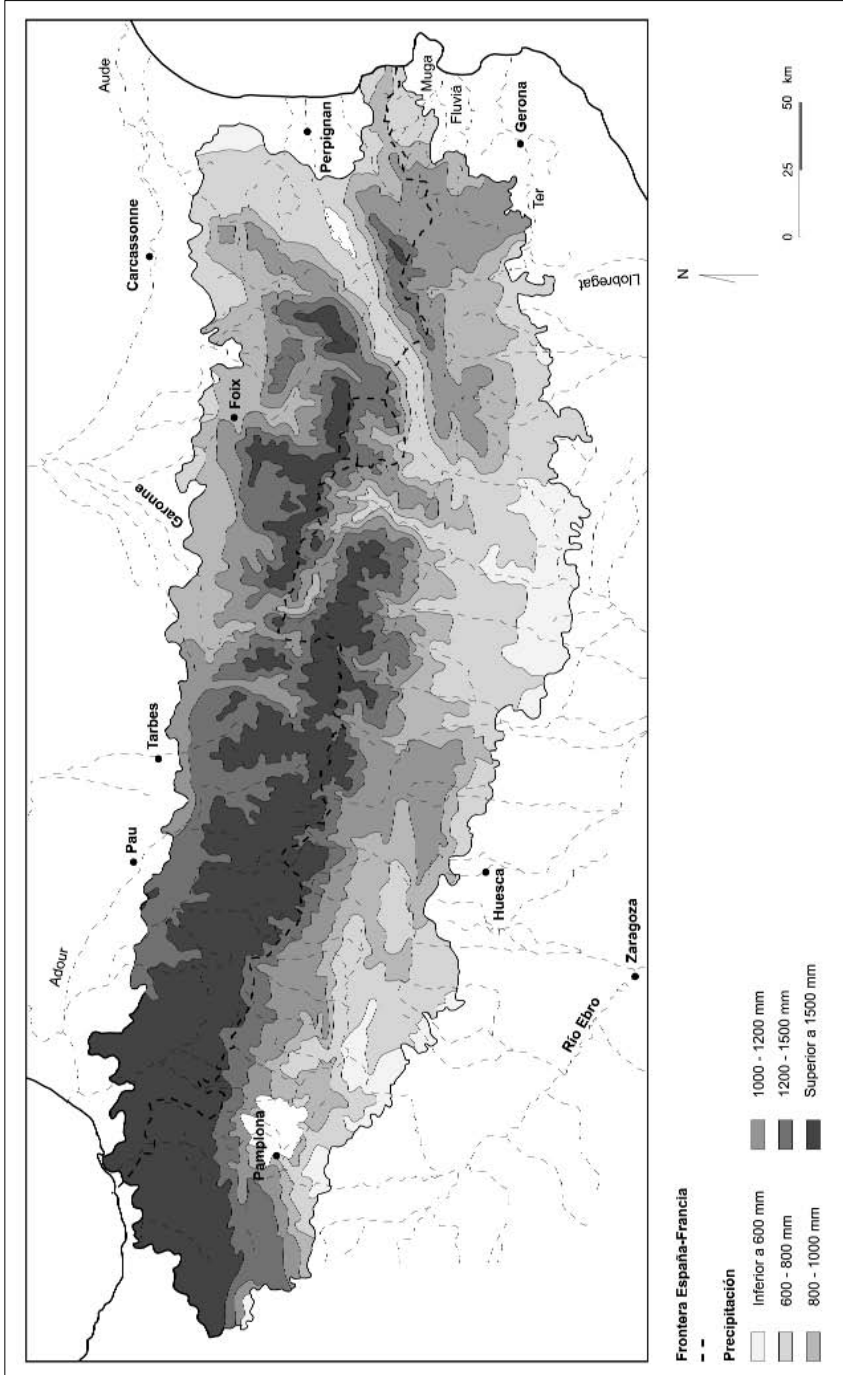 Aude
Carcassonne
Perpignan
Muga
Fluviá
Gerona
Ter
Llobregat
Foix
Garonne
Tarbes
Pau
Adour
Huesca
Zaragoza
Río Ebro
Pamplona
N
0 25 50 km
Frontera España-Francia
Precipitación
Inferior a 600 mm
600 - 800 mm
800 - 1000 mm
1000 - 1200 mm
1200 - 1500 mm
Superior a 1500 mm